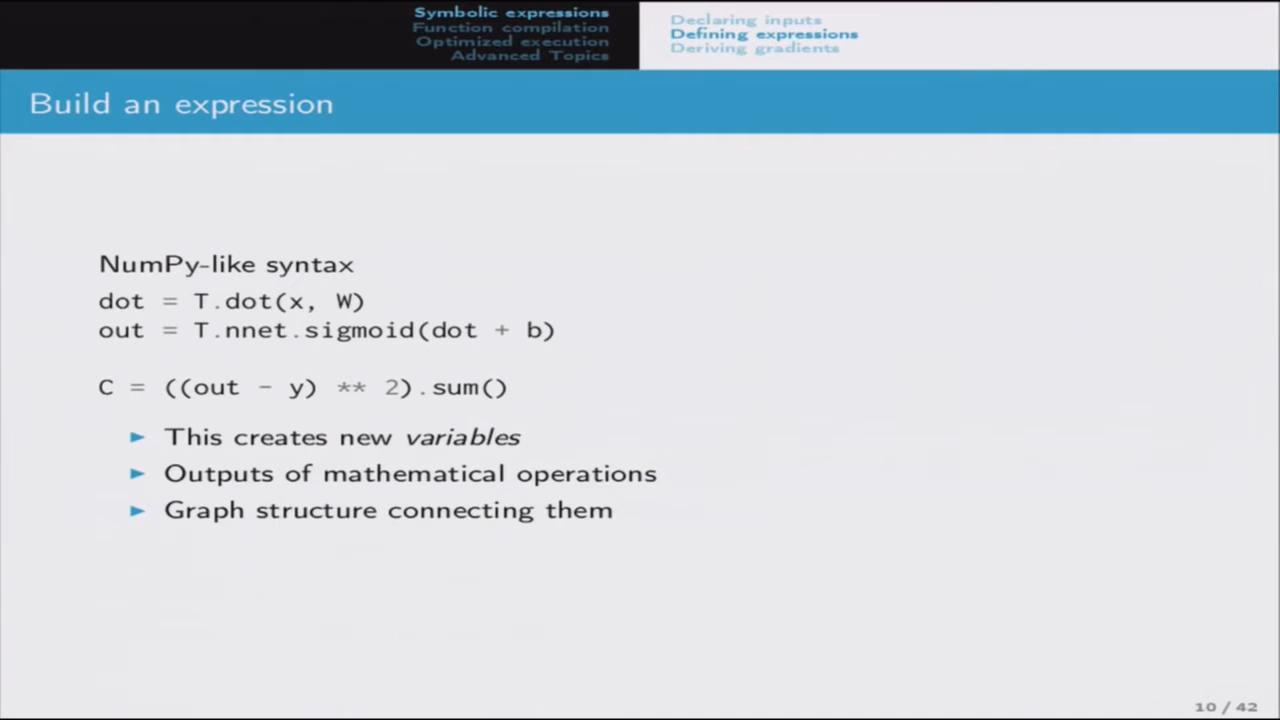 Symbolic expressions
Function compilation
Optimized execution
Advanced Topics
Declaring inputs
Defining expressions
Deriving gradients
Build an expression
NumPy-like syntax
dot = T.dot(x, W)
out = T.nnet.sigmoid(dot + b)
C = ((out - y) ** 2).sum()
▶ This creates new variables
▶ Outputs of mathematical operations
▶ Graph structure connecting them
10 / 42